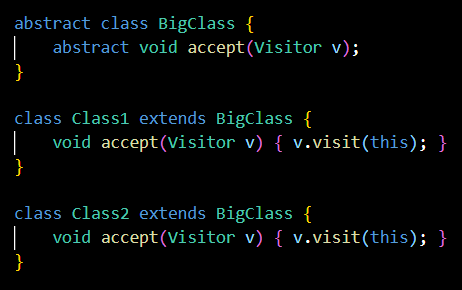 abstract class BigClass {
    abstract void accept(Visitor v);
}

class Class1 extends BigClass {
    void accept(Visitor v) { v.visit(this); }
}

class Class2 extends BigClass {
    void accept(Visitor v) { v.visit(this); }
}